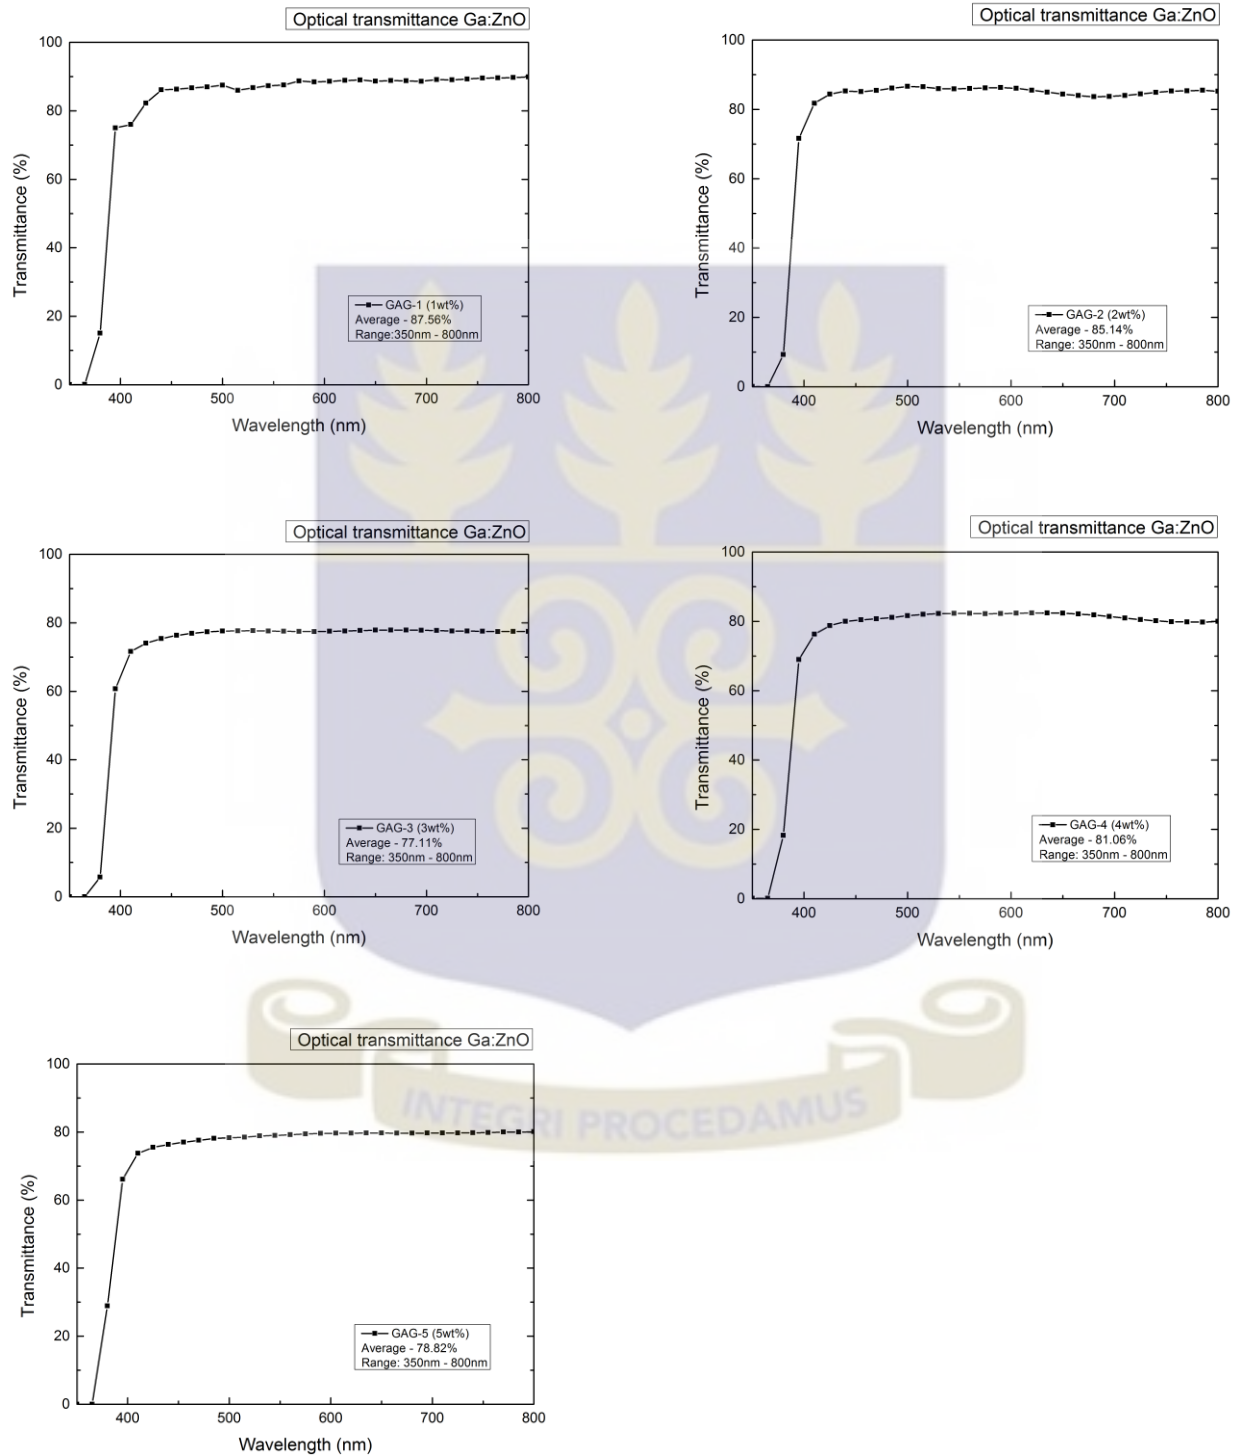 Optical transmittance Ga:ZnO
100
80
60
40
20
0
Transmittance (%)
GAG-1 (1wt%)
Average - 87.56%
Range:350nm - 800nm
400 500 600 700 800
Wavelength (nm)
Optical transmittance Ga:ZnO
100
80
60
40
20
0
Transmittance (%)
GAG-2 (2wt%)
Average - 85.14%
Range: 350nm - 800nm
400 500 600 700 800
Wavelength (nm)
Optical transmittance Ga:ZnO
100
80
60
40
20
0
Transmittance (%)
GAG-3 (3wt%)
Average - 77.11%
Range: 350nm - 800nm
400 500 600 700 800
Wavelength (nm)
Optical transmittance Ga:ZnO
100
80
60
40
20
0
Transmittance (%)
GAG-4 (4wt%)
Average - 81.06%
Range: 350nm - 800nm
400 500 600 700 800
Wavelength (nm)
Optical transmittance Ga:ZnO
100
80
60
40
20
0
Transmittance (%)
GAG-5 (5wt%)
Average - 78.82%
Range: 350nm - 800nm
400 500 600 700 800
Wavelength (nm)
INTEGRI PROCEDAMUS